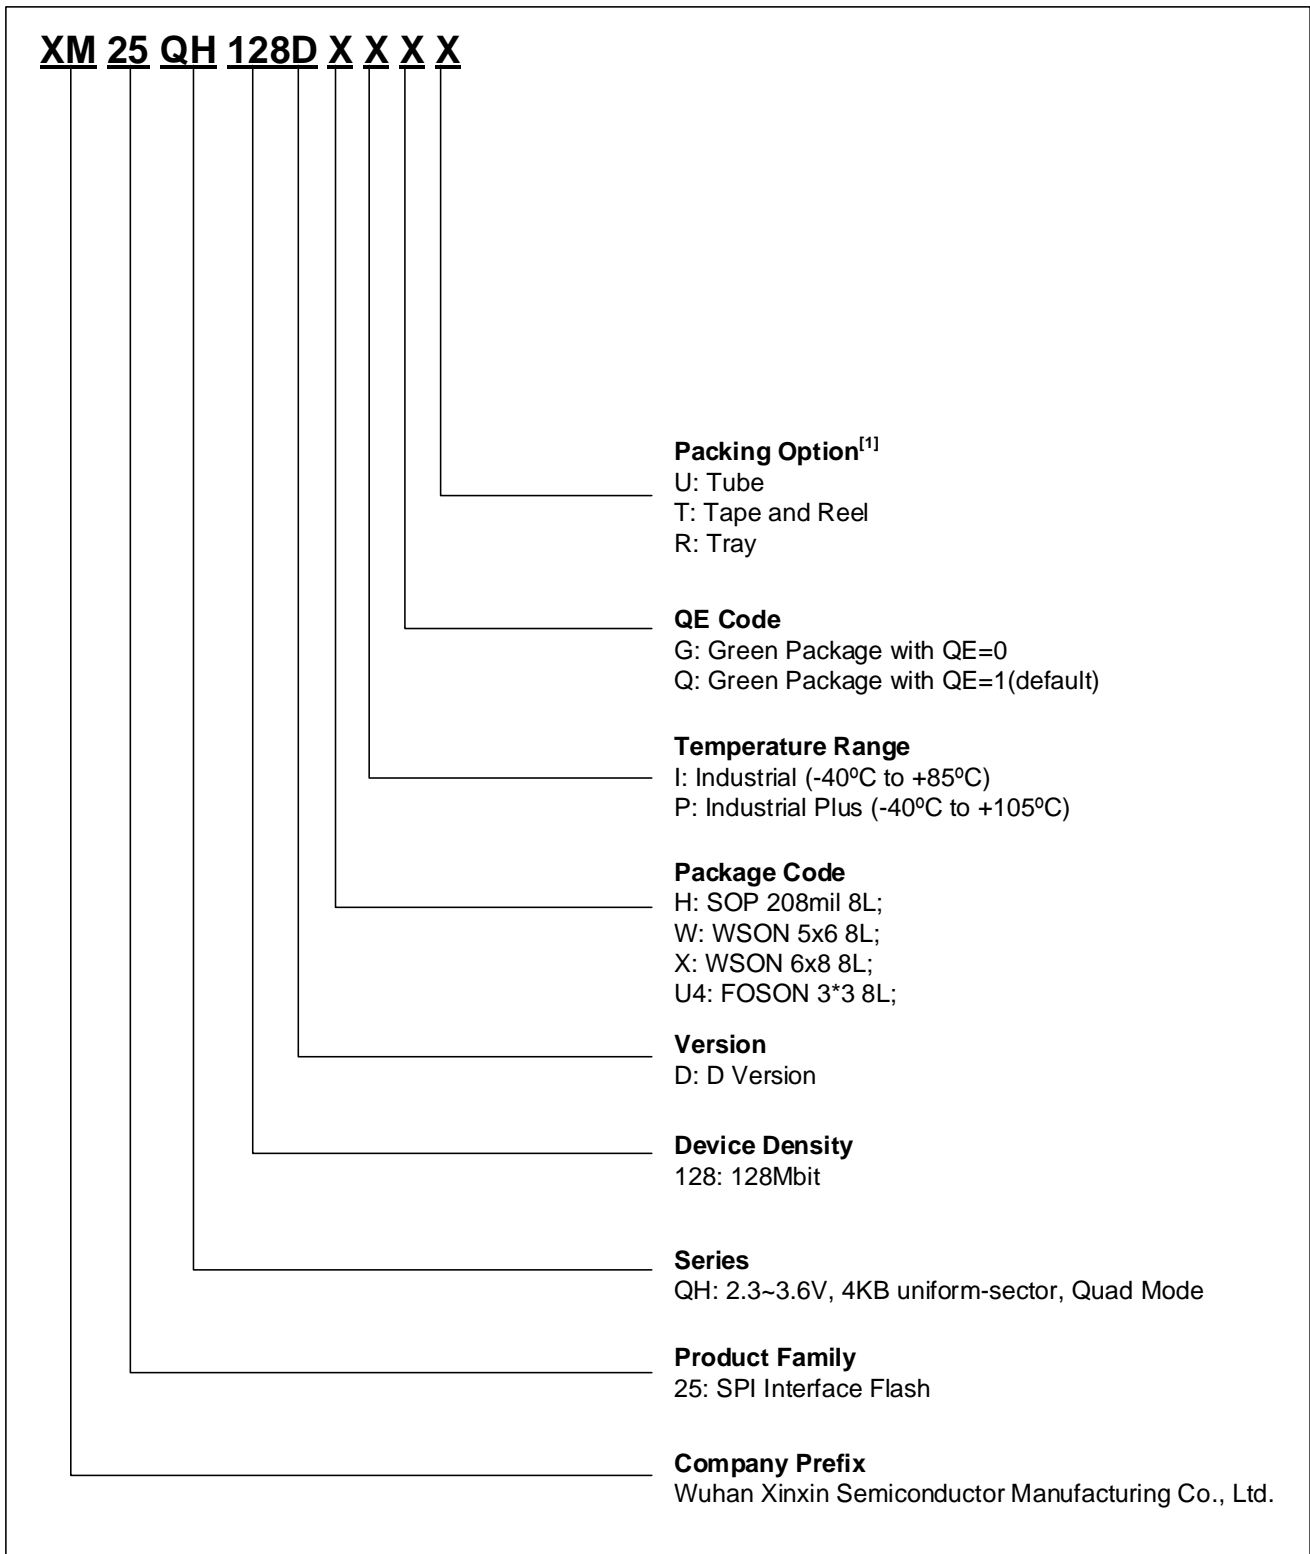 XM 25 QH 128D X X X X
Packing Option[1]
U: Tube
T: Tape and Reel
R: Tray
QE Code
G: Green Package with QE=0
Q: Green Package with QE=1(default)
Temperature Range
I: Industrial (-40ºC to +85ºC)
P: Industrial Plus (-40ºC to +105ºC)
Package Code
H: SOP 208mil 8L;
W: WSON 5x6 8L;
X: WSON 6x8 8L;
U4: FOSON 3*3 8L;
Version
D: D Version
Device Density
128: 128Mbit
Series
QH: 2.3~3.6V, 4KB uniform-sector, Quad Mode
Product Family
25: SPI Interface Flash
Company Prefix
Wuhan Xinxin Semiconductor Manufacturing Co., Ltd.